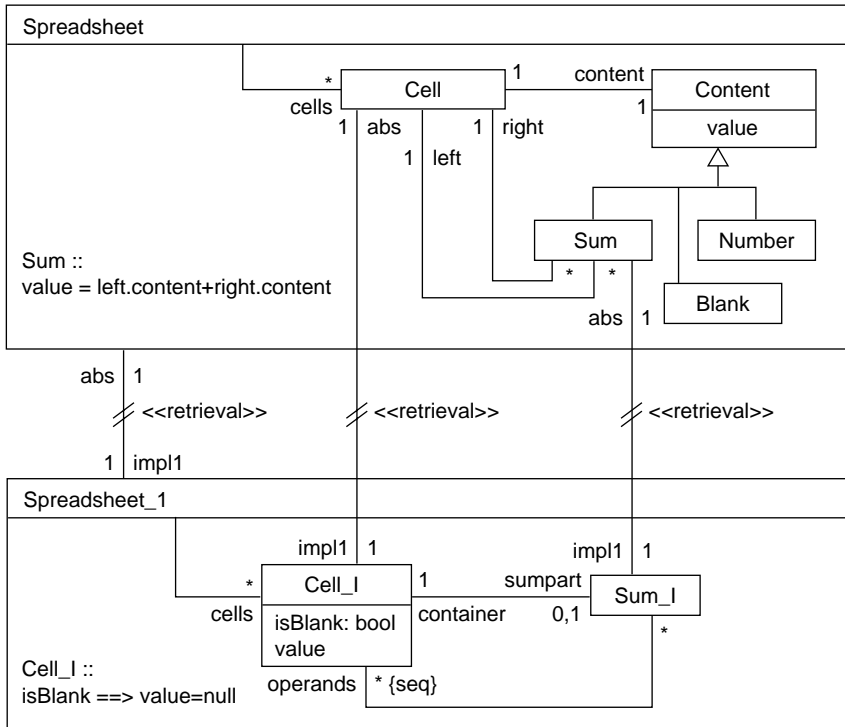 Spreadsheet
* Cell 1 content Content
cells 1 value
1 abs 1 right
1 left
Sum Number
Sum ::
value = left.content+right.content
* *
Blank
abs 1
abs 1
<<retrieval>> <<retrieval>> <<retrieval>>
1 impl1
Spreadsheet_1
impl1 1 impl1 1
* Cell_I 1 sumpart Sum_I
cells isBlank: bool container 0,1
value *
Cell_I ::
isBlank ==> value=null
operands * {seq}